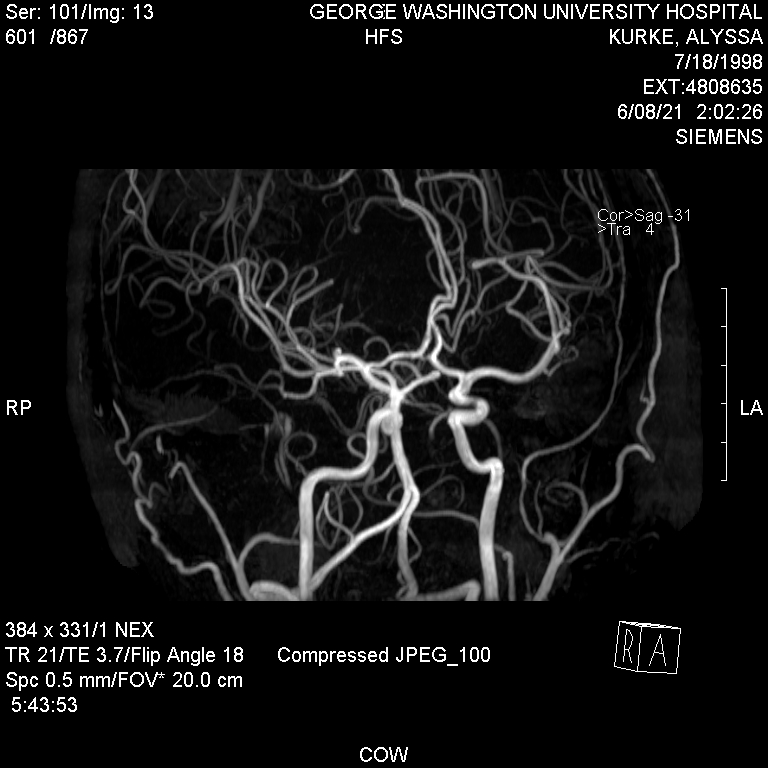 Ser: 101/Img: 13
601 /867
HFS
GEORGE WASHINGTON UNIVERSITY HOSPITAL
KURKE, ALYSSA
7/18/1998
EXT:4808635
6/08/21 2:02:26
SIEMENS
Cor>Sag -31
>Tra 4
RP
LA
384 x 331/1 NEX
TR 21/TE 3.7/Flip Angle 18
Compressed JPEG_100
Spc 0.5 mm/FOV* 20.0 cm
5:43:53
R A
COW